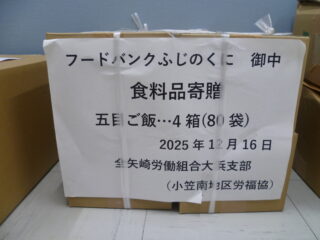 フードバンクふじのくに　御中
食料品寄贈
五目ご飯…４箱(80袋)
2025年12月16日
全矢崎労働組合大浜支部
（小笠南地区労福協）